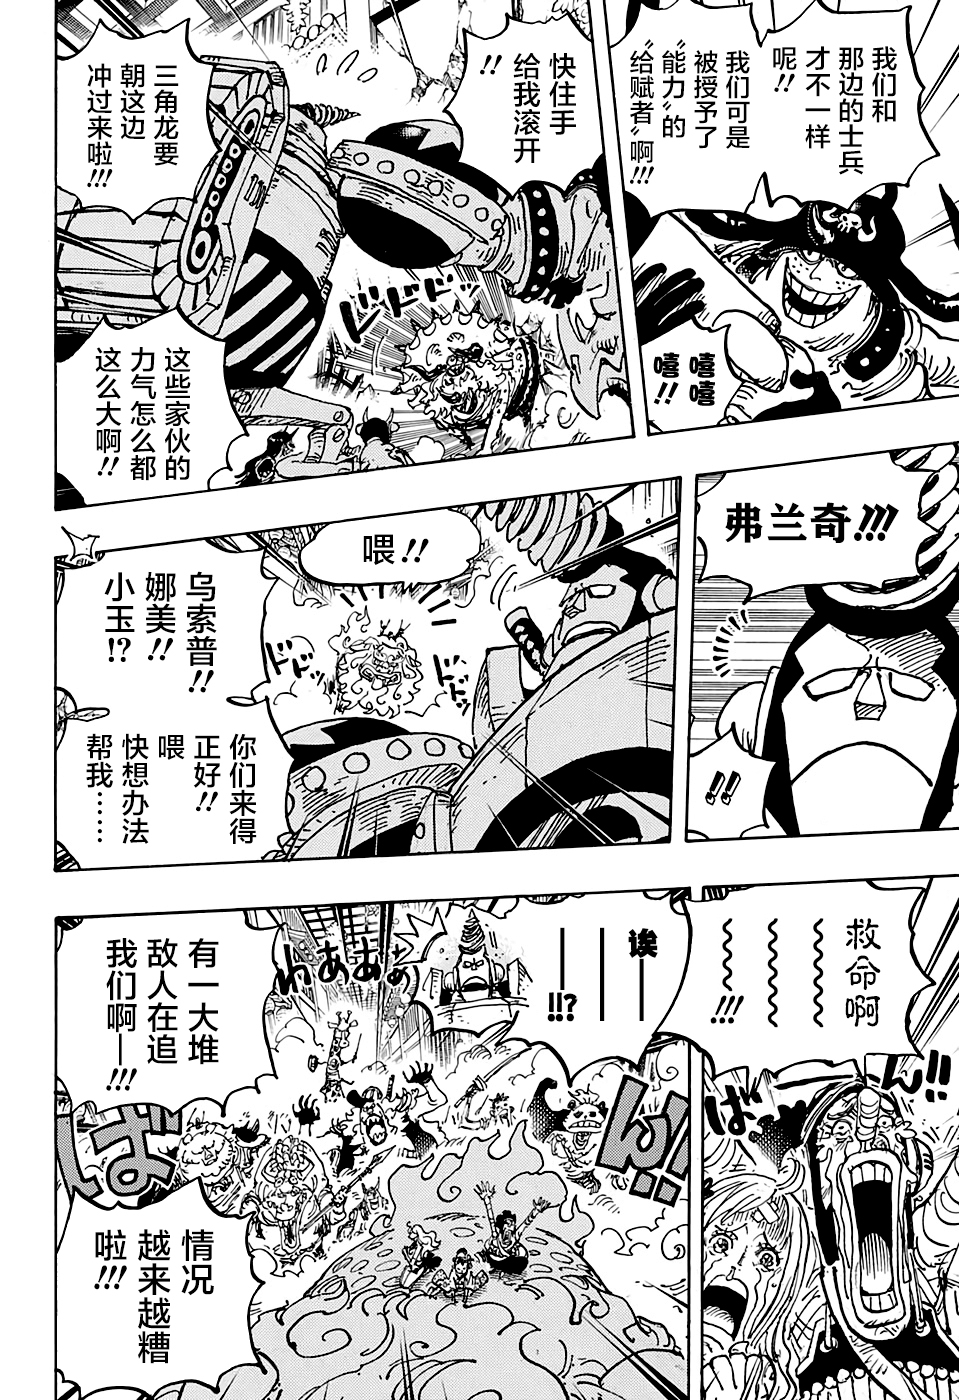 我们和
那边的士兵
才不一样
呢!!
我们可是
被授予了
“能力”的
“给赋者”啊!!!
嘻嘻嘻
嘻!!
快住手
给我滚开
!!
三角龙要
朝这边
冲过来啦!!!
ドドドド
这些家伙的
力气怎么都
这么大啊!!
弗兰奇!!!
!!
喂!!
ドドド
ドド
乌索普!!
娜美!!
小玉!?
你们来得
正好!!
喂
快想办法
帮我……
救命啊
~
~
~!!!
ばん!!
诶
—
—!!!?
わあああぁ
有一大堆
敌人在追
我们啊—!!!
ばん!!
情况
越来越糟
啦!!!